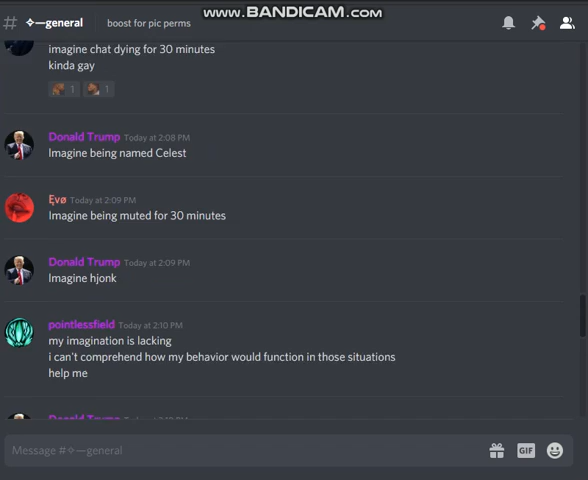 www.BANDICAM.com
# ✧—general boost for pic perms
imagine chat dying for 30 minutes
kinda gay
1 1
Donald Trump Today at 2:08 PM
Imagine being named Celest
Ęvø Today at 2:09 PM
Imagine being muted for 30 minutes
Donald Trump Today at 2:09 PM
Imagine hjonk
pointlessfield Today at 2:10 PM
my imagination is lacking
i can't comprehend how my behavior would function in those situations
help me
Donald Trump
Message #✧—general
GIF